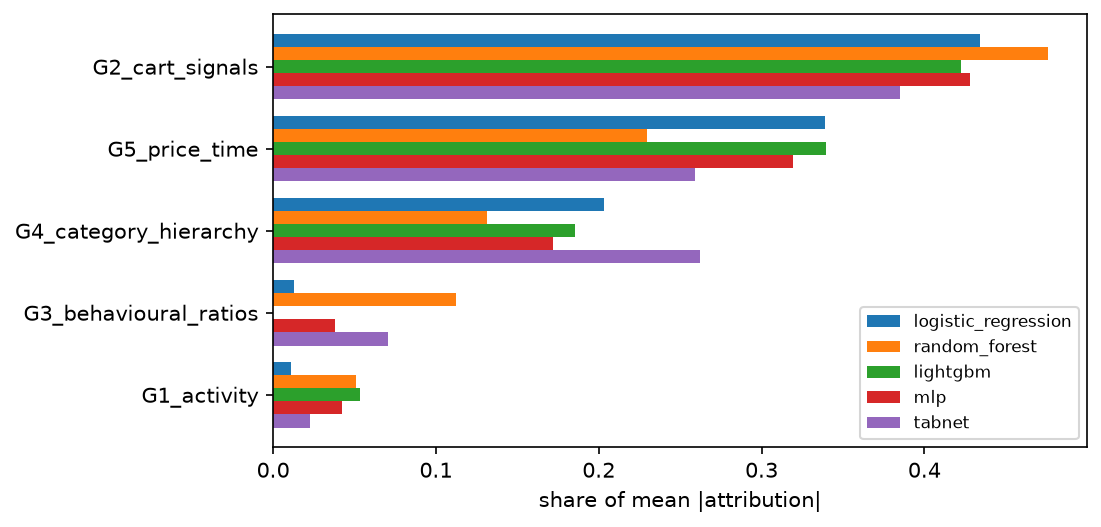 G2_cart_signals
G5_price_time
G4_category_hierarchy
G3_behavioural_ratios
G1_activity
logistic_regression
random_forest
lightgbm
mlp
tabnet
0.0 0.1 0.2 0.3 0.4
share of mean |attribution|